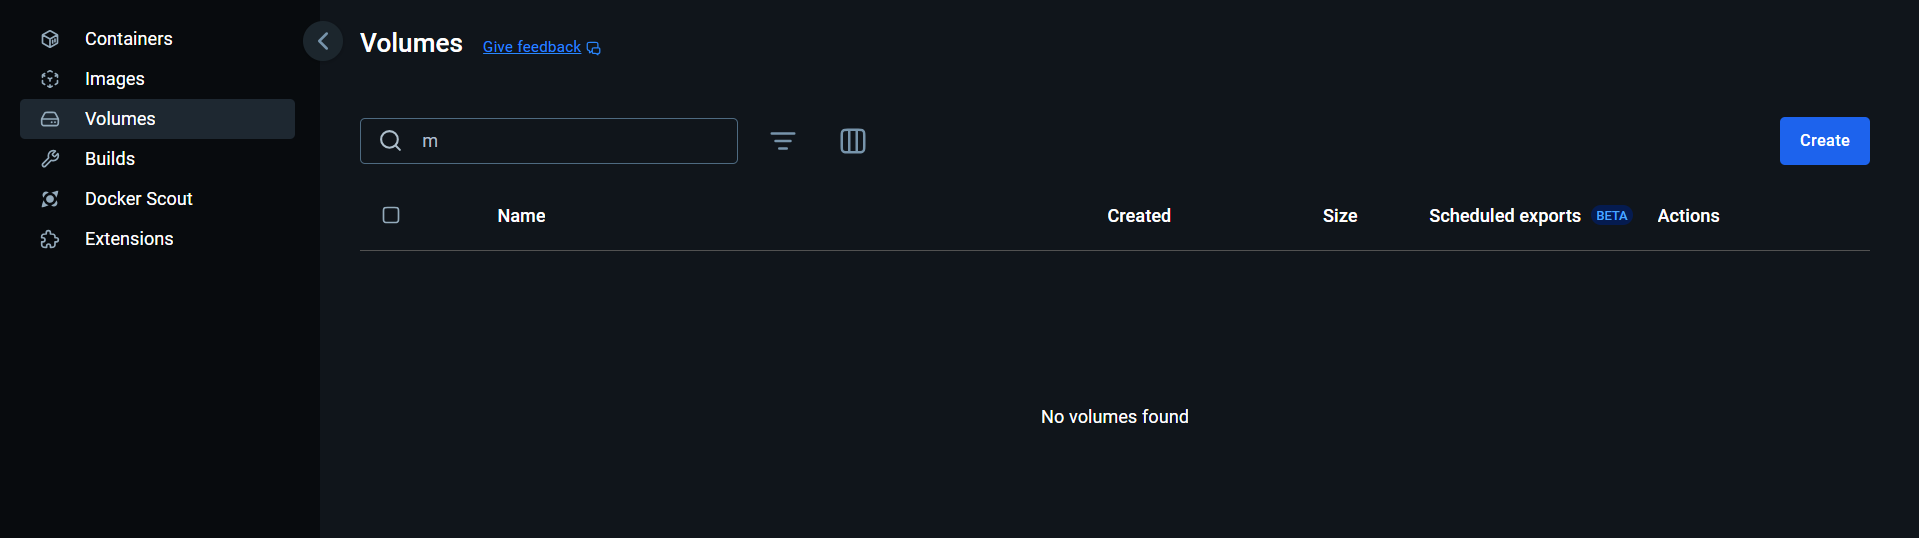 Containers
Images
Volumes
Builds
Docker Scout
Extensions
Volumes Give feedback
m
Create
Name Created Size Scheduled exports BETA Actions
No volumes found